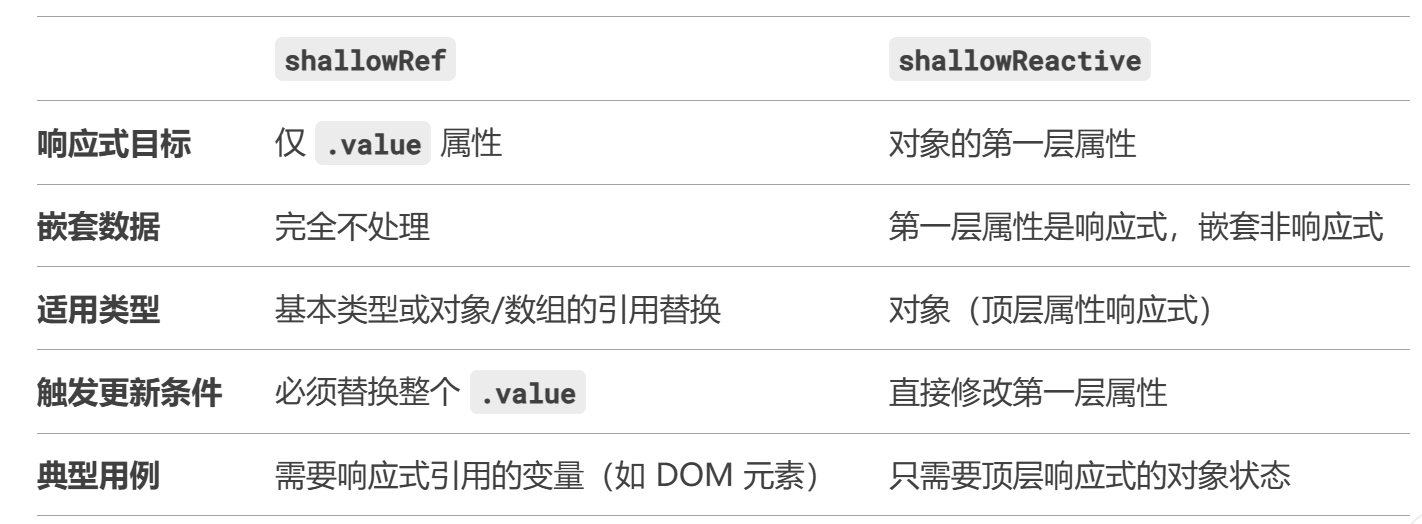 shallowRef shallowReactive
响应式目标 仅 .value 属性 对象的第一层属性
嵌套数据 完全不处理 第一层属性是响应式，嵌套非响应式
适用类型 基本类型或对象/数组的引用替换 对象（顶层属性响应式）
触发更新条件 必须替换整个 .value 直接修改第一层属性
典型用例 需要响应式引用的变量（如 DOM 元素） 只需要顶层响应式的对象状态